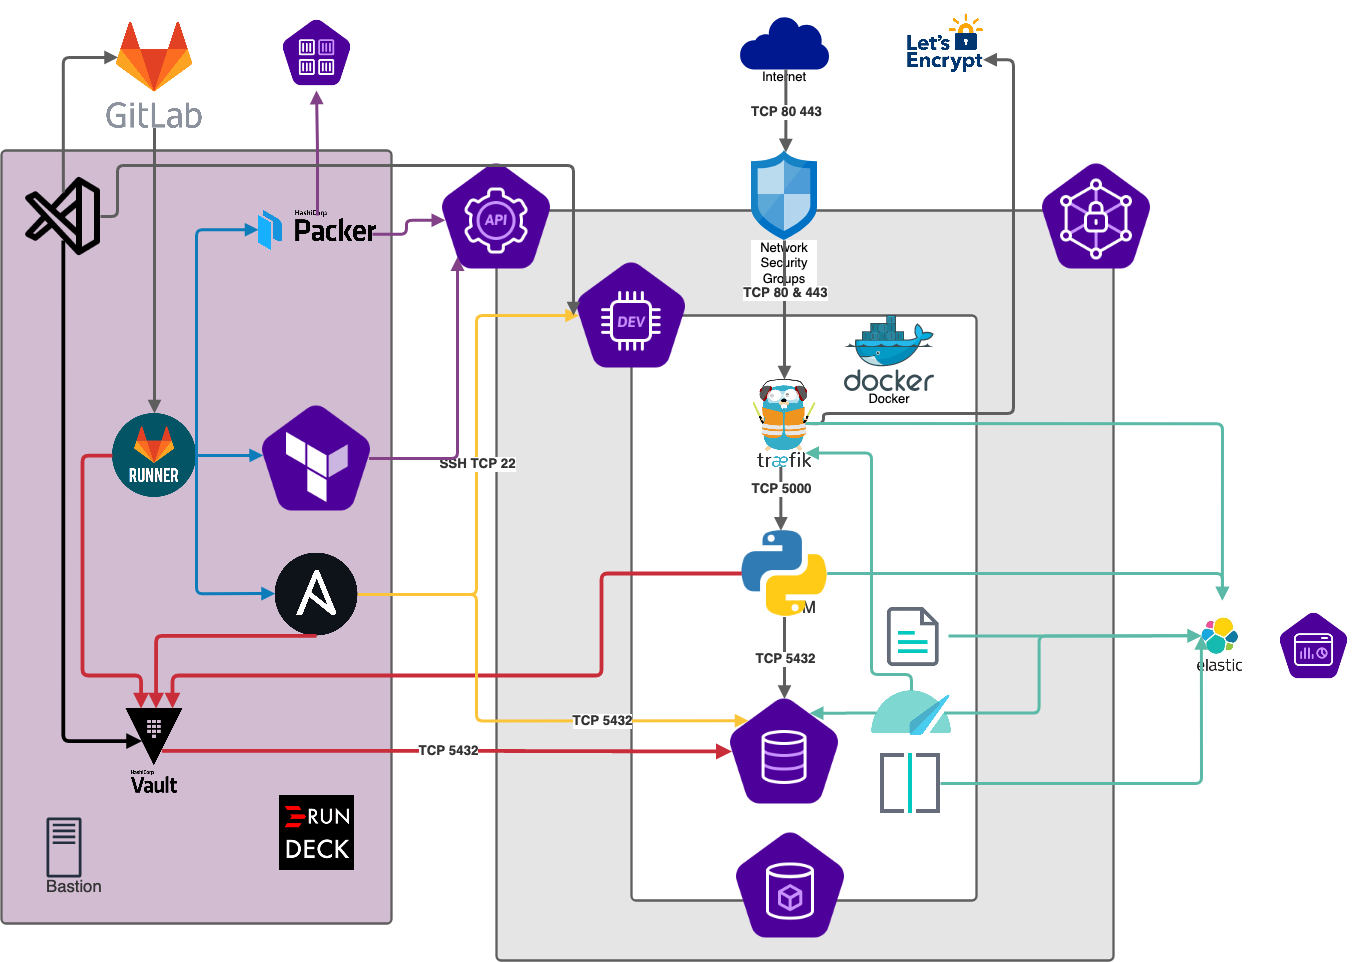 GitLab
Internet
Let's
Encrypt
TCP 80 443
HashiCorp
Packer
API
Network
Security
Groups
TCP 80 & 443
DEV
docker
Docker
træfik
SSH TCP 22
RUNNER
TCP 5000
M
TCP 5432
elastic
TCP 5432
TCP 5432
HashiCorp
Vault
RUN
DECK
Bastion